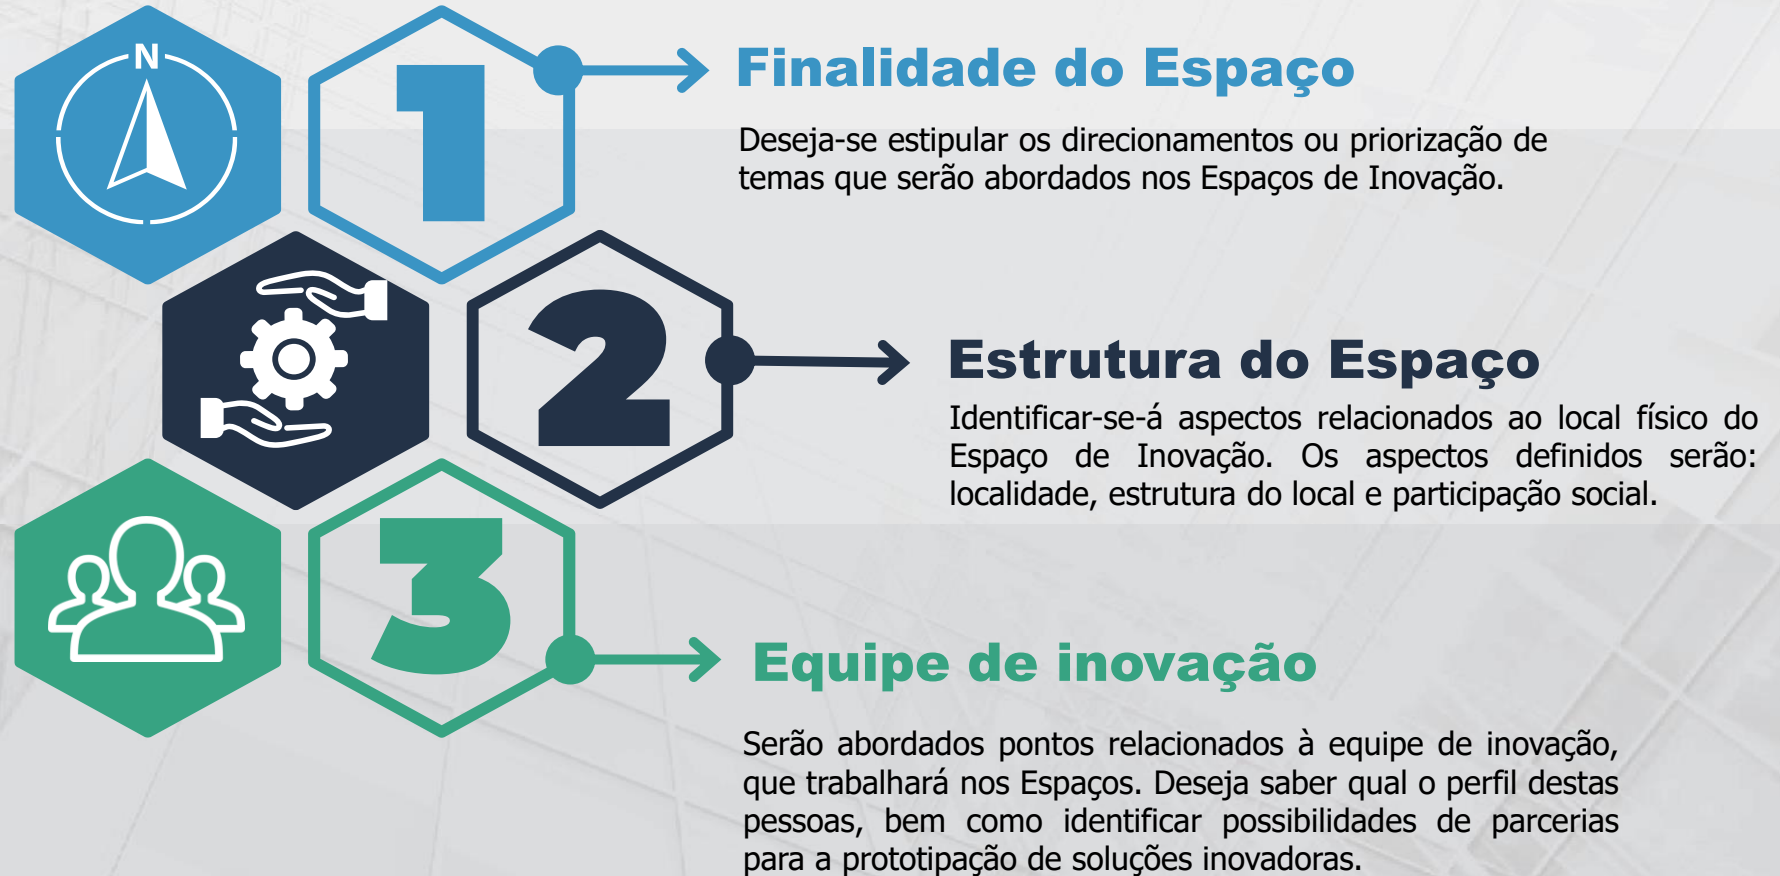 N
1
Finalidade do Espaço
Deseja-se estipular os direcionamentos ou priorização de
temas que serão abordados nos Espaços de Inovação.
2
Estrutura do Espaço
Identificar-se-á aspectos relacionados ao local físico do
Espaço de Inovação. Os aspectos definidos serão:
localidade, estrutura do local e participação social.
3
Equipe de inovação
Serão abordados pontos relacionados à equipe de inovação,
que trabalhará nos Espaços. Deseja saber qual o perfil destas
pessoas, bem como identificar possibilidades de parcerias
para a prototipação de soluções inovadoras.